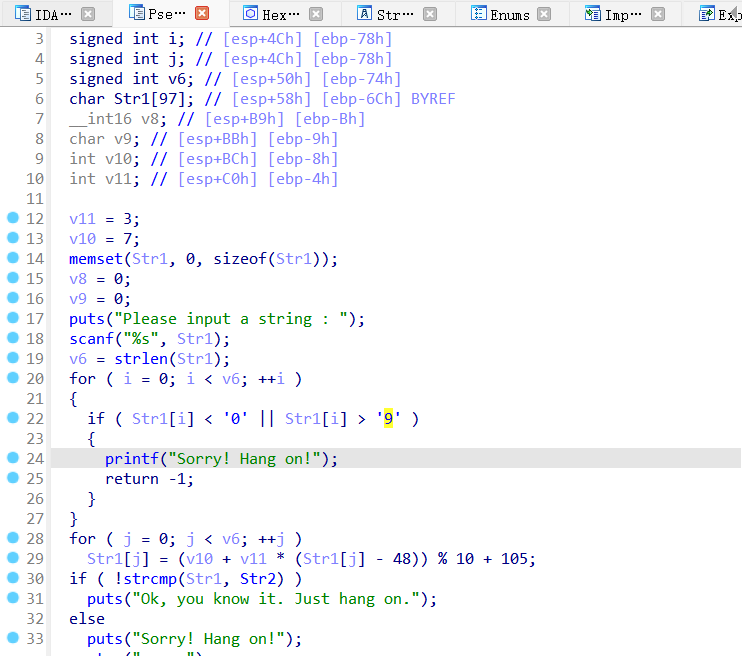 IDA··· Pse··· Hex··· Str··· Enums Imp··· Exp
3 signed int i; // [esp+4Ch] [ebp-78h]
4 signed int j; // [esp+4Ch] [ebp-78h]
5 signed int v6; // [esp+50h] [ebp-74h]
6 char Str1[97]; // [esp+58h] [ebp-6Ch] BYREF
7 __int16 v8; // [esp+B9h] [ebp-Bh]
8 char v9; // [esp+BBh] [ebp-9h]
9 int v10; // [esp+BCh] [ebp-8h]
10 int v11; // [esp+C0h] [ebp-4h]
11
12 v11 = 3;
13 v10 = 7;
14 memset(Str1, 0, sizeof(Str1));
15 v8 = 0;
16 v9 = 0;
17 puts("Please input a string : ");
18 scanf("%s", Str1);
19 v6 = strlen(Str1);
20 for ( i = 0; i < v6; ++i )
21 {
22 if ( Str1[i] < '0' || Str1[i] > '9' )
23 {
24 printf("Sorry! Hang on!");
25 return -1;
26 }
27 }
28 for ( j = 0; j < v6; ++j )
29 Str1[j] = (v10 + v11 * (Str1[j] - 48)) % 10 + 105;
30 if ( !strcmp(Str1, Str2) )
31 puts("Ok, you know it. Just hang on.");
32 else
33 puts("Sorry! Hang on!");